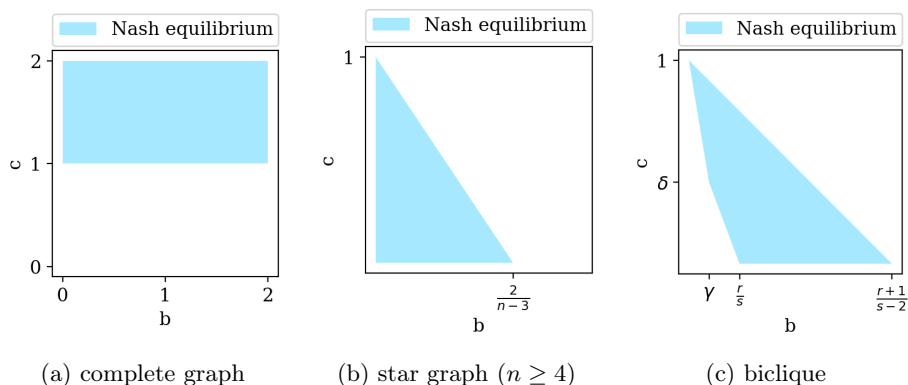 Nash equilibrium
2
1
0
c
0
1
2
b
(a) complete graph
Nash equilibrium
1
c
2/(n−3)
b
(b) star graph (n ≥ 4)
Nash equilibrium
1
δ
c
γ
r/s
(r+1)/(s−2)
b
(c) biclique